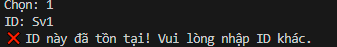 Chọn: 1
ID: Sv1
❌ ID này đã tồn tại! Vui lòng nhập ID khác.